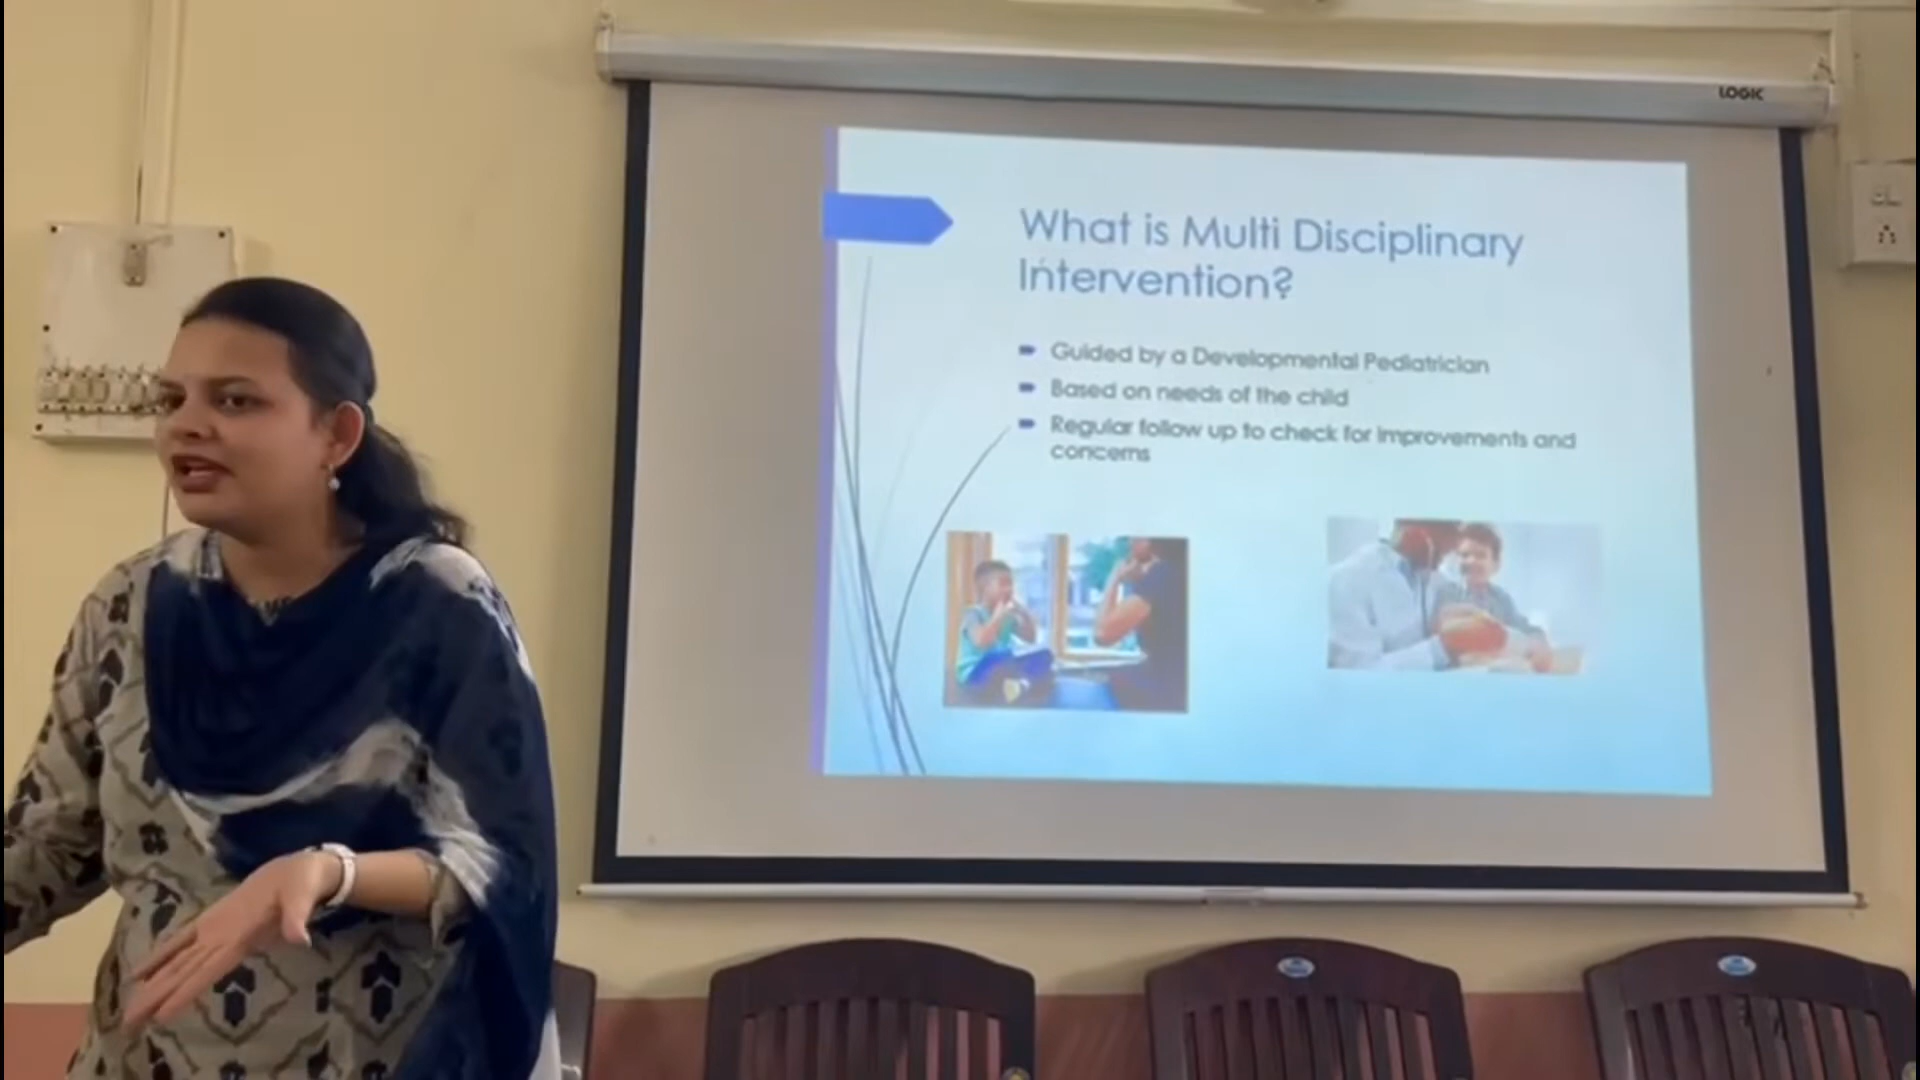 LOGIC
What is Multi Disciplinary
Intervention?
Guided by a Developmental Pediatrician
Based on needs of the child
Regular follow up to check for improvements and
concerns